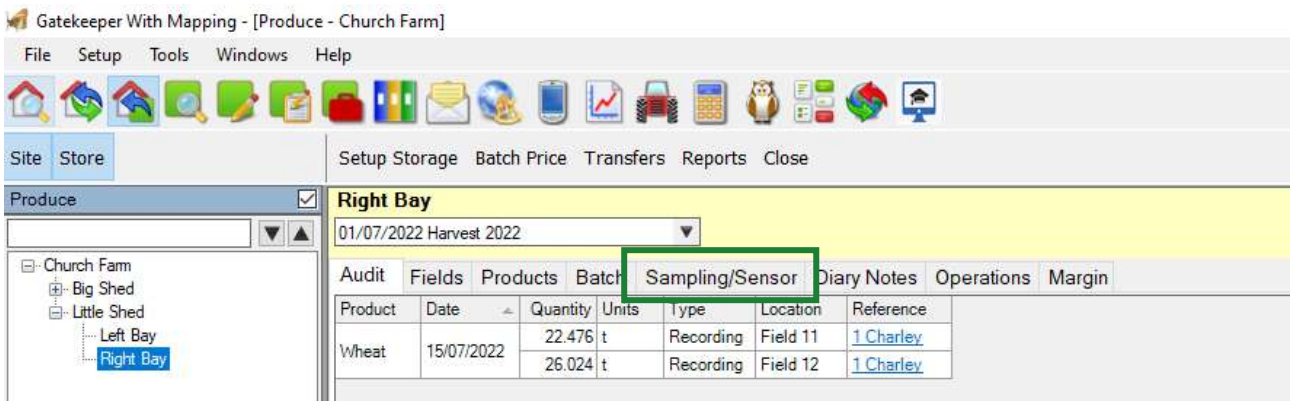 Gatekeeper With Mapping - [Produce - Church Farm]
File Setup Tools Windows Help
Site Store
Setup Storage Batch Price Transfers Reports Close
Produce
Right Bay
01/07/2022 Harvest 2022
Church Farm
Big Shed
Little Shed
Left Bay
Right Bay
Audit Fields Products Batch Sampling/Sensor Diary Notes Operations Margin
Product Date Quantity Units Type Location Reference
Wheat 15/07/2022 22.476 t Recording Field 11 1 Charley
26.024 t Recording Field 12 1 Charley